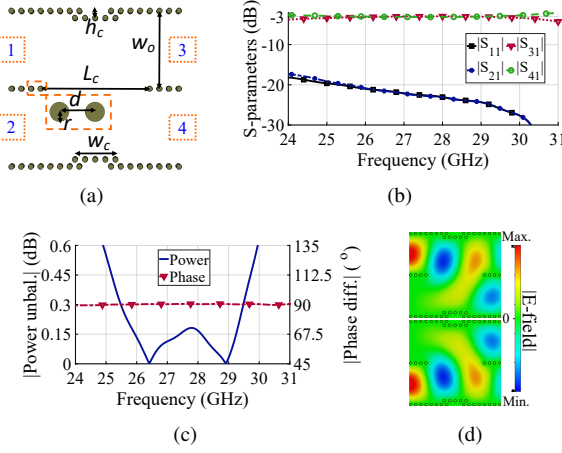 h_c
w_o
1
3
L_c
d
r
2
4
w_c
(a)
S-parameters (dB)
-3
-10
-20
-30
|S₁₁| |S₃₁|
|S₂₁| |S₄₁|
24 25 26 27 28 29 30 31
Frequency (GHz)
(b)
|Power unbal.| (dB)
0.6
0.45
0.3
0.15
0
Power
Phase
135
112.5
90
67.5
45
|Phase diff.| (°)
24 25 26 27 28 29 30 31
Frequency (GHz)
(c)
Max.
|E-field|
0
Min.
(d)